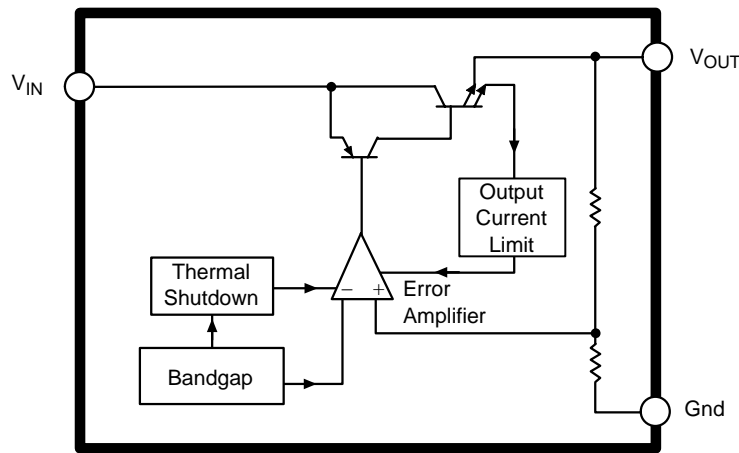 V_IN
V_OUT
Output
Current
Limit
Thermal
Shutdown
− +
Error
Amplifier
Bandgap
Gnd